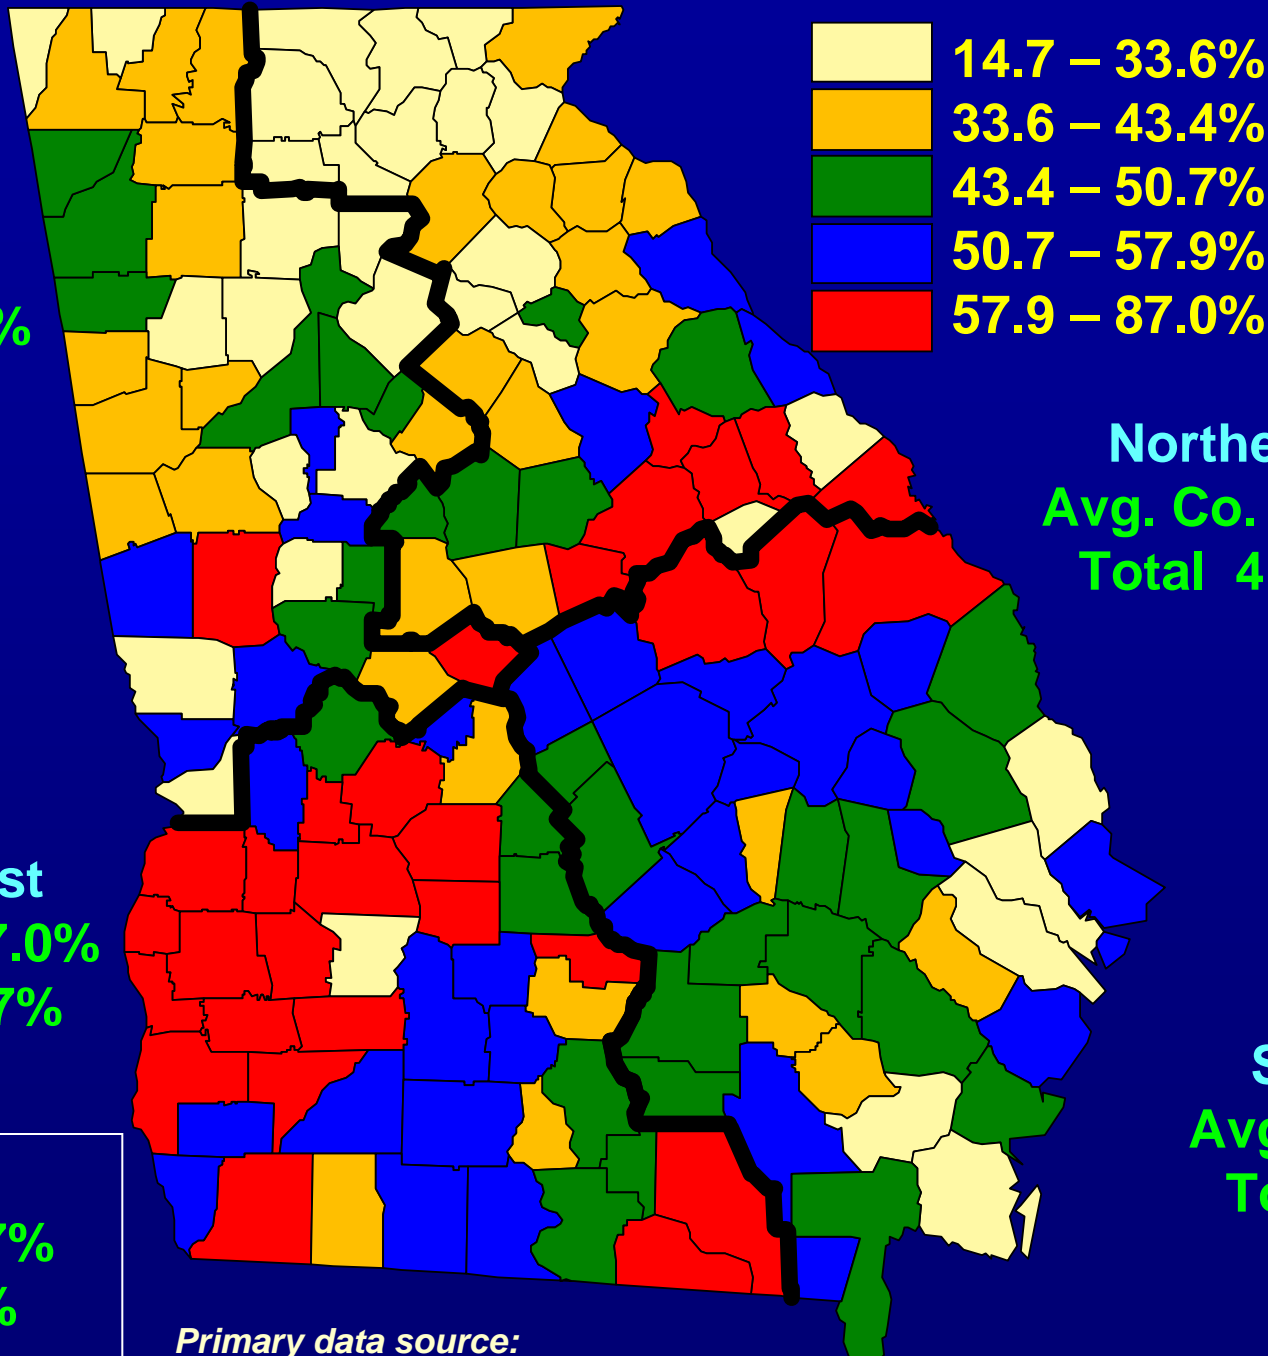 14.7 – 33.6%
33.6 – 43.4%
43.4 – 50.7%
50.7 – 57.9%
57.9 – 87.0%
%
Northe
Avg. Co.
Total 4
st
7.0%
7%
S
Avg
To
7%
%
Primary data source: